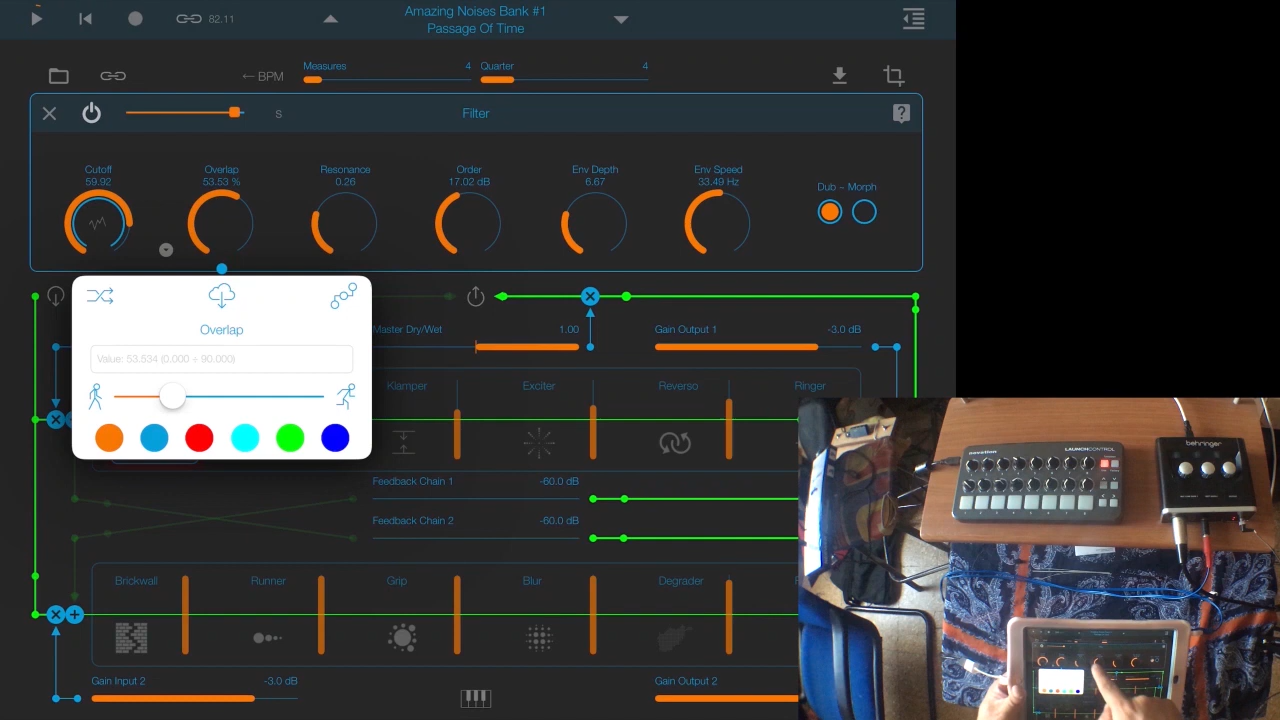 82.11
Amazing Noises Bank #1
Passage Of Time
← BPM
Measures 4
Quarter 4
S
Filter
?
Cutoff
59.92
Overlap
53.53 %
Resonance
0.26
Order
17.02 dB
Env Depth
6.67
Env Speed
33.49 Hz
Dub ~ Morph
Overlap
Value: 53.534 (0.000 ÷ 90.000)
Master Dry/Wet 1.00
Gain Output 1 -3.0 dB
Klamper
Exciter
Reverso
Ringer
Feedback Chain 1 -60.0 dB
Feedback Chain 2 -60.0 dB
Brickwall
Runner
Grip
Blur
Degrader
Gain Input 2 -3.0 dB
Gain Output 2
novation
LAUNCHCONTROL
behringer